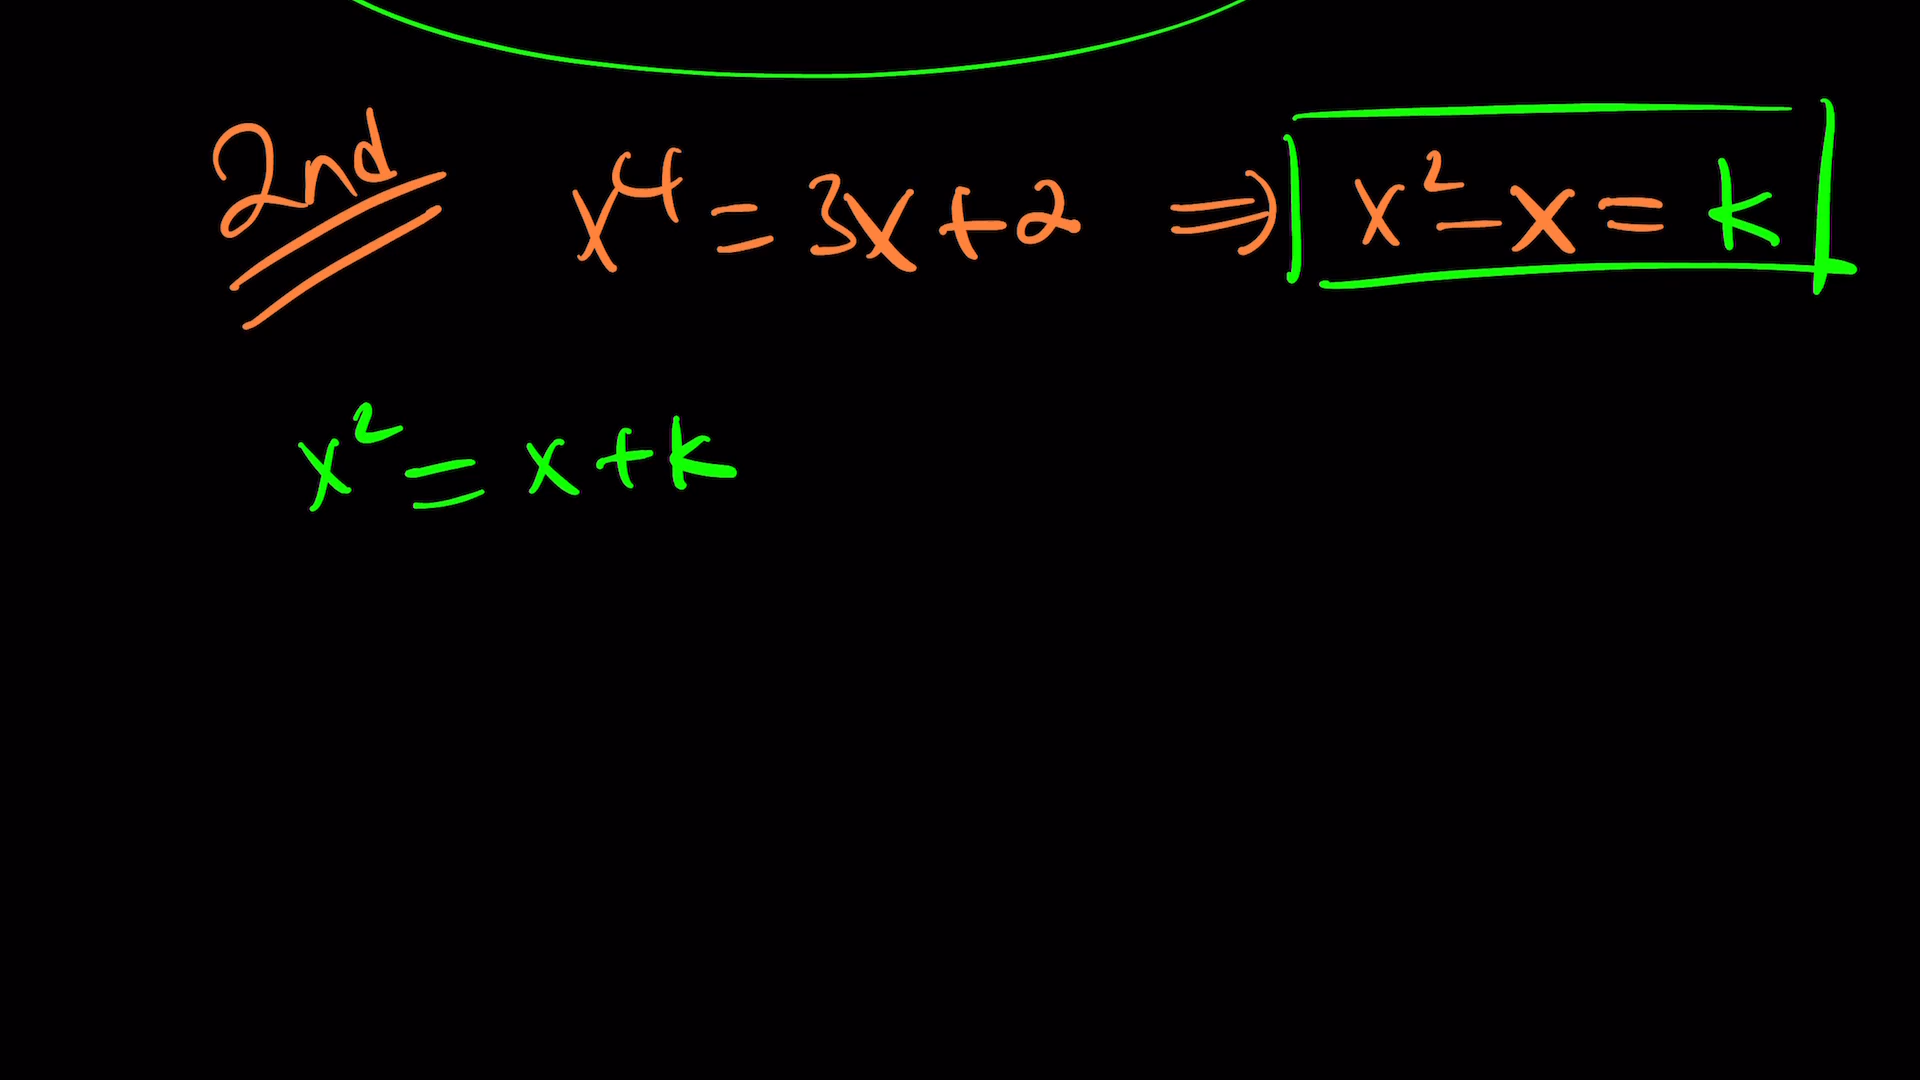 2nd x⁴ = 3x + 2 ⇒ x² - x = k
x² = x + k